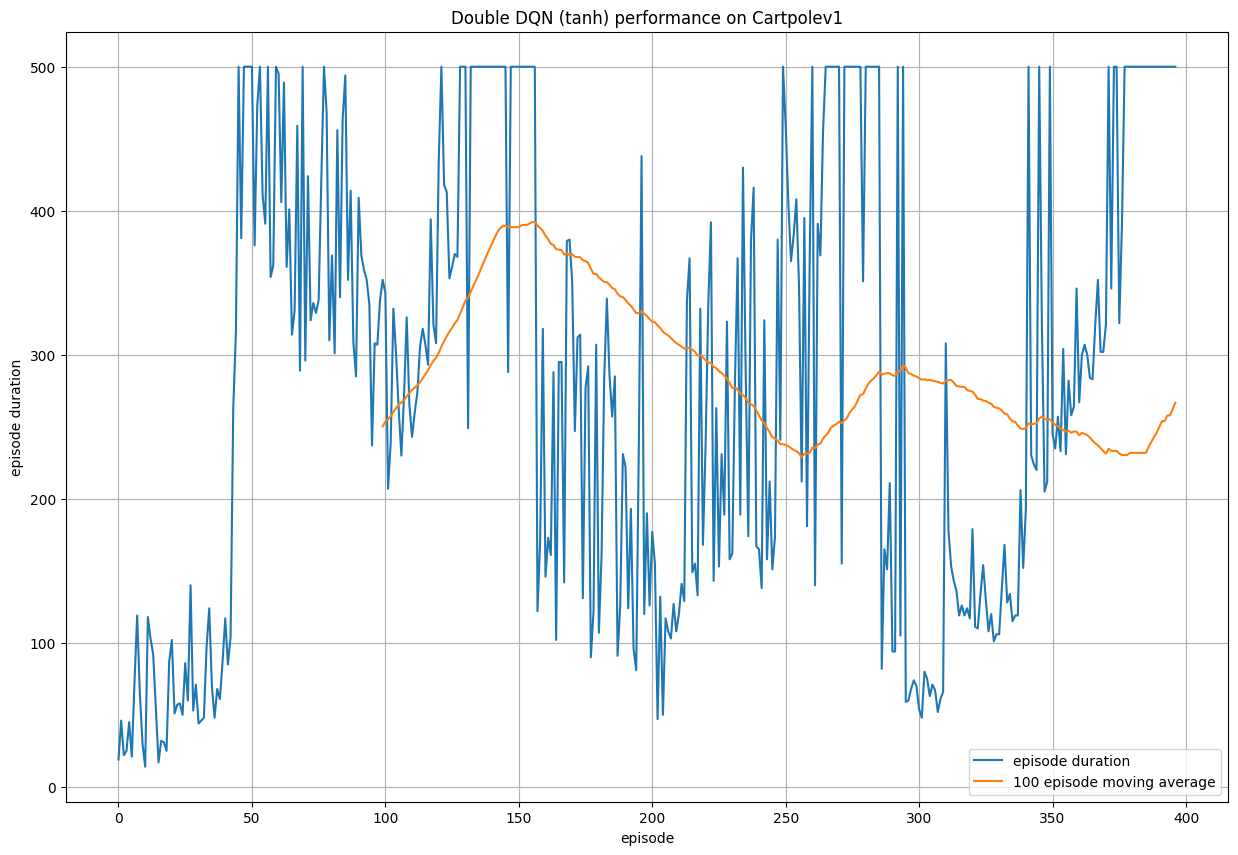 Double DQN (tanh) performance on Cartpolev1
episode duration
500
400
300
200
100
0
0 50 100 150 200 250 300 350 400
episode
episode duration
100 episode moving average